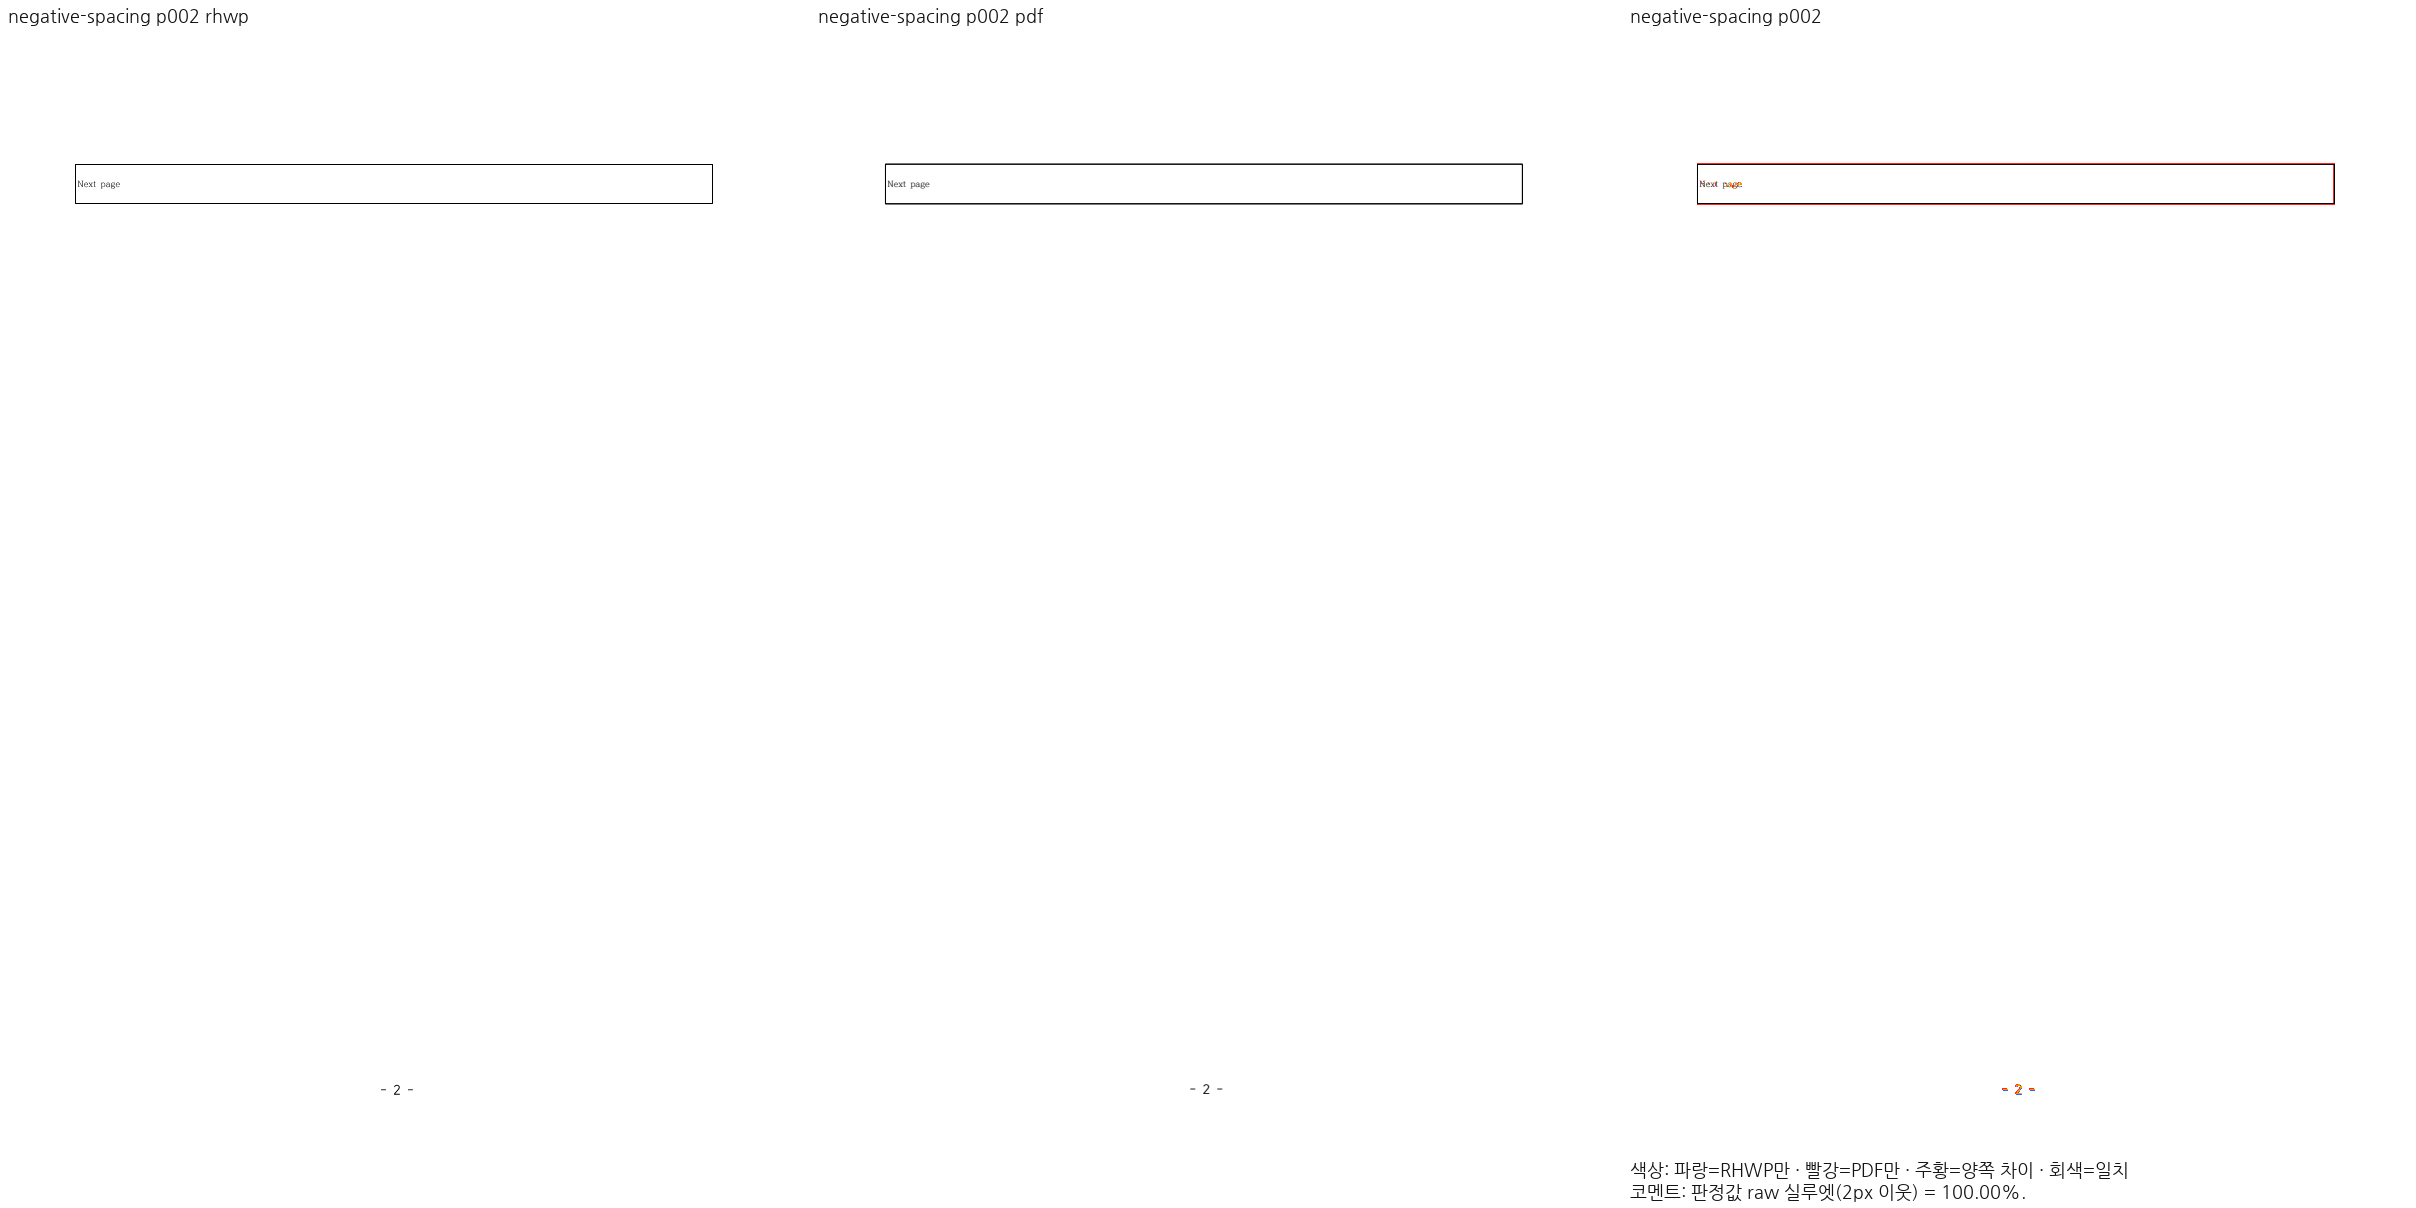 negative-spacing p002 rhwp
negative-spacing p002 pdf
negative-spacing p002
Next page
Next page
Next page
- 2 -
- 2 -
- 2 -
색상: 파랑=RHWP만 · 빨강=PDF만 · 주황=양쪽 차이 · 회색=일치
코멘트: 판정값 raw 실루엣(2px 이웃) = 100.00%.